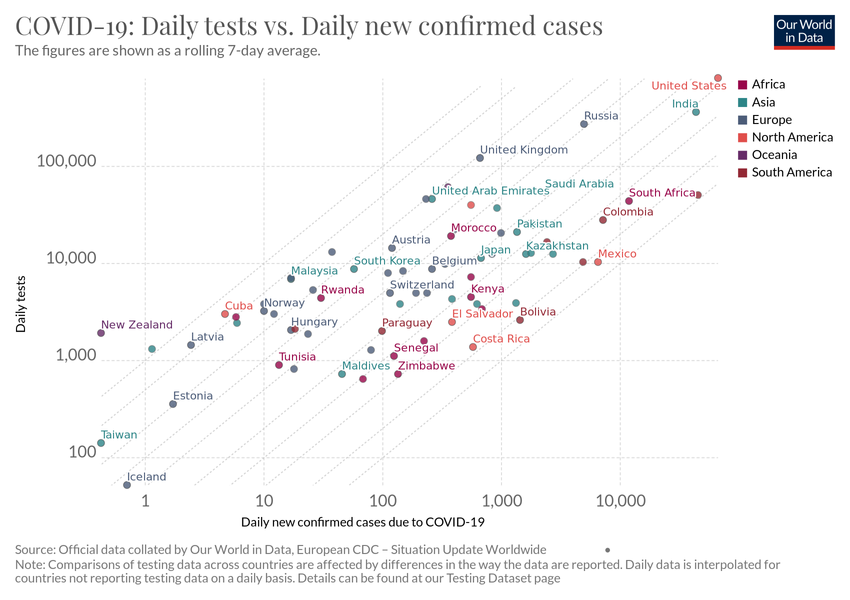 COVID-19: Daily tests vs. Daily new confirmed cases
The figures are shown as a rolling 7-day average.
Our World
in Data
Africa
Asia
Europe
North America
Oceania
South America
Daily tests
100,000
10,000
1,000
100
United States
India
Russia
United Kingdom
Saudi Arabia
United Arab Emirates
South Africa
Colombia
Morocco
Pakistan
Austria
Japan
Kazakhstan
Mexico
South Korea
Belgium
Malaysia
Switzerland
Rwanda
Kenya
Cuba
Norway
El Salvador
Bolivia
New Zealand
Hungary
Paraguay
Latvia
Costa Rica
Senegal
Tunisia
Maldives
Zimbabwe
Estonia
Taiwan
Iceland
1
10
100
1,000
10,000
Daily new confirmed cases due to COVID-19
Source: Official data collated by Our World in Data, European CDC – Situation Update Worldwide •
Note: Comparisons of testing data across countries are affected by differences in the way the data are reported. Daily data is interpolated for
countries not reporting testing data on a daily basis. Details can be found at our Testing Dataset page